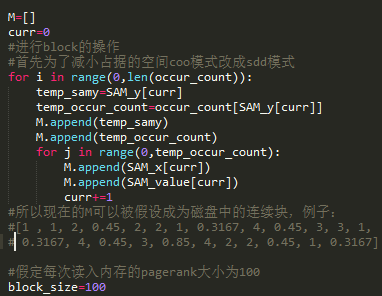 M=[]
curr=0
#进行block的操作
#首先为了减小占据的空间coo模式改成sdd模式
for i in range(0,len(occur_count)):
    temp_samy=SAM_y[curr]
    temp_occur_count=occur_count[SAM_y[curr]]
    M.append(temp_samy)
    M.append(temp_occur_count)
    for j in range(0,temp_occur_count):
        M.append(SAM_x[curr])
        M.append(SAM_value[curr])
        curr+=1
#所以现在的M可以被假设成为磁盘中的连续块，例子：
#[1 , 1, 2, 0.45, 2, 2, 1, 0.3167, 4, 0.45, 3, 3, 1,
# 0.3167, 4, 0.45, 3, 0.85, 4, 2, 2, 0.45, 1, 0.3167]
#假定每次读入内存的pagerank大小为100
block_size=100